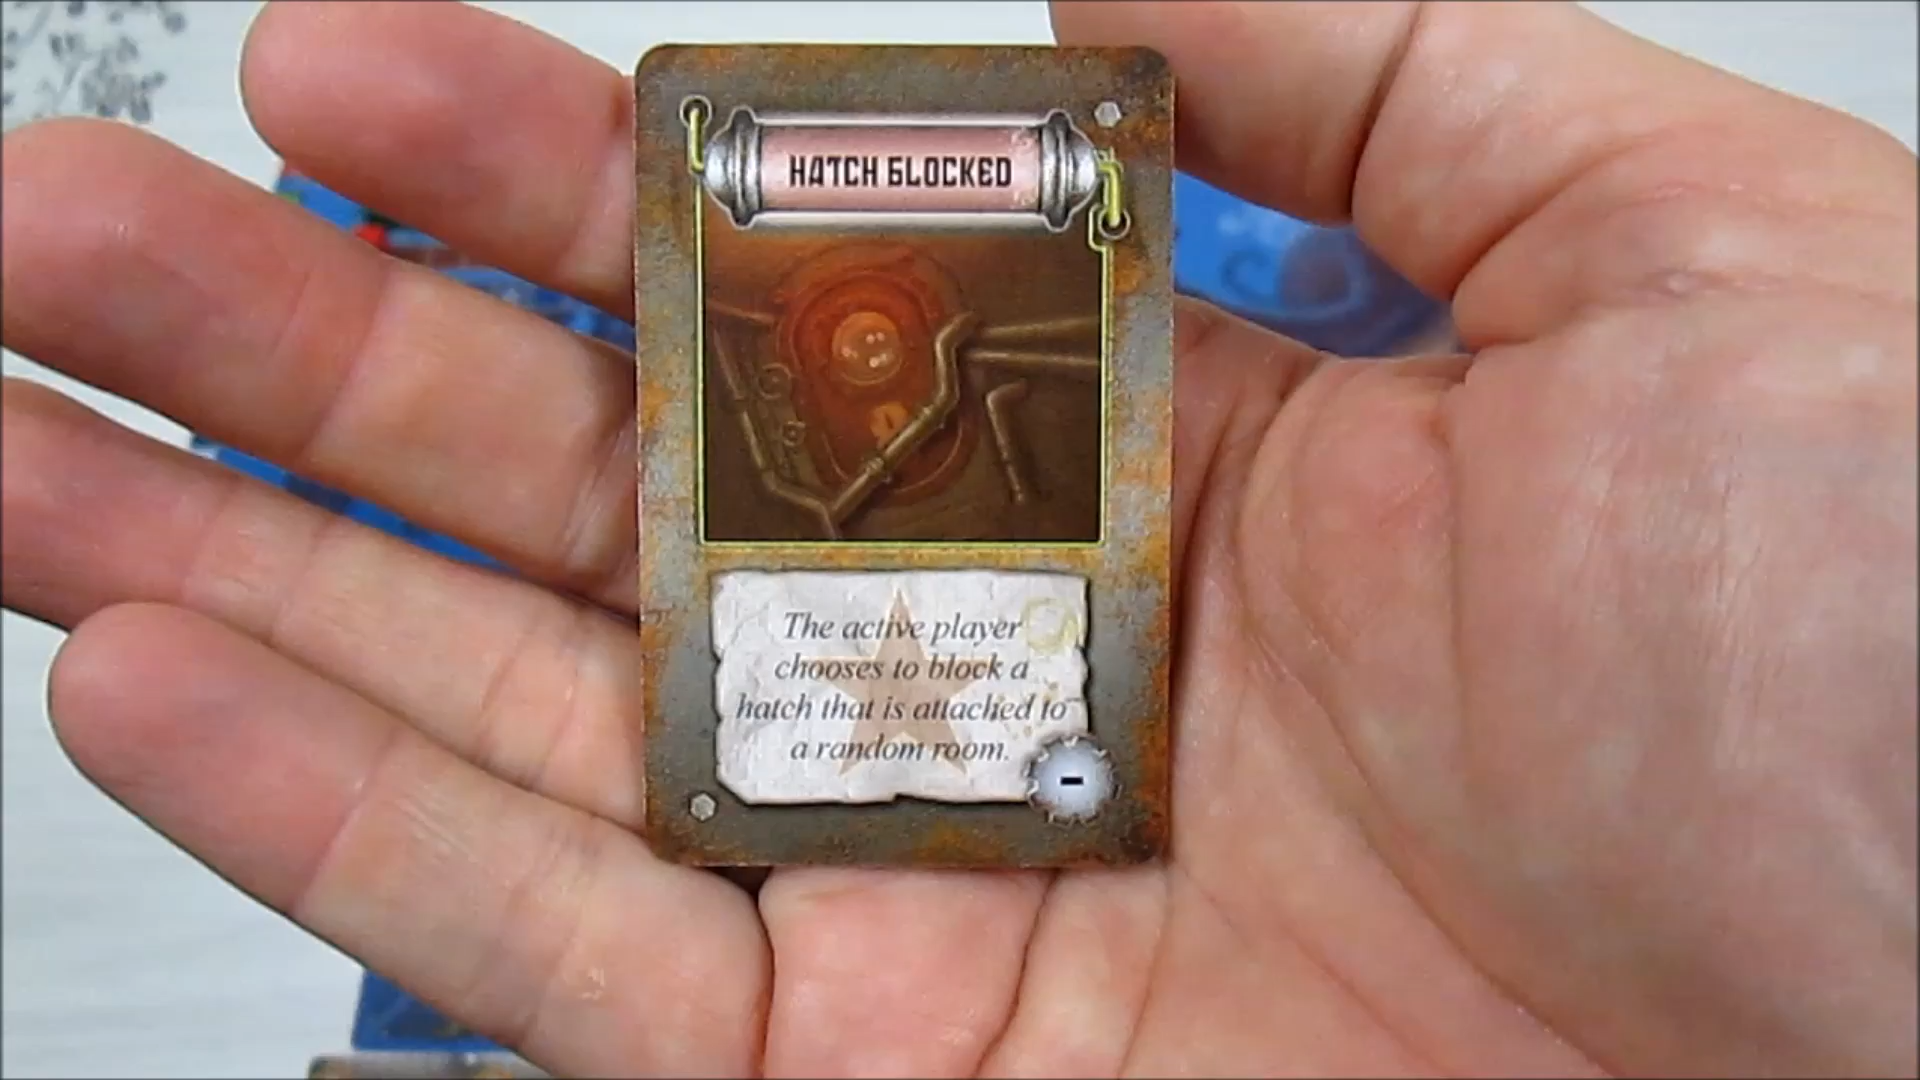 HATCH BLOCKED
The active player
chooses to block a
hatch that is attached to
a random room.
-